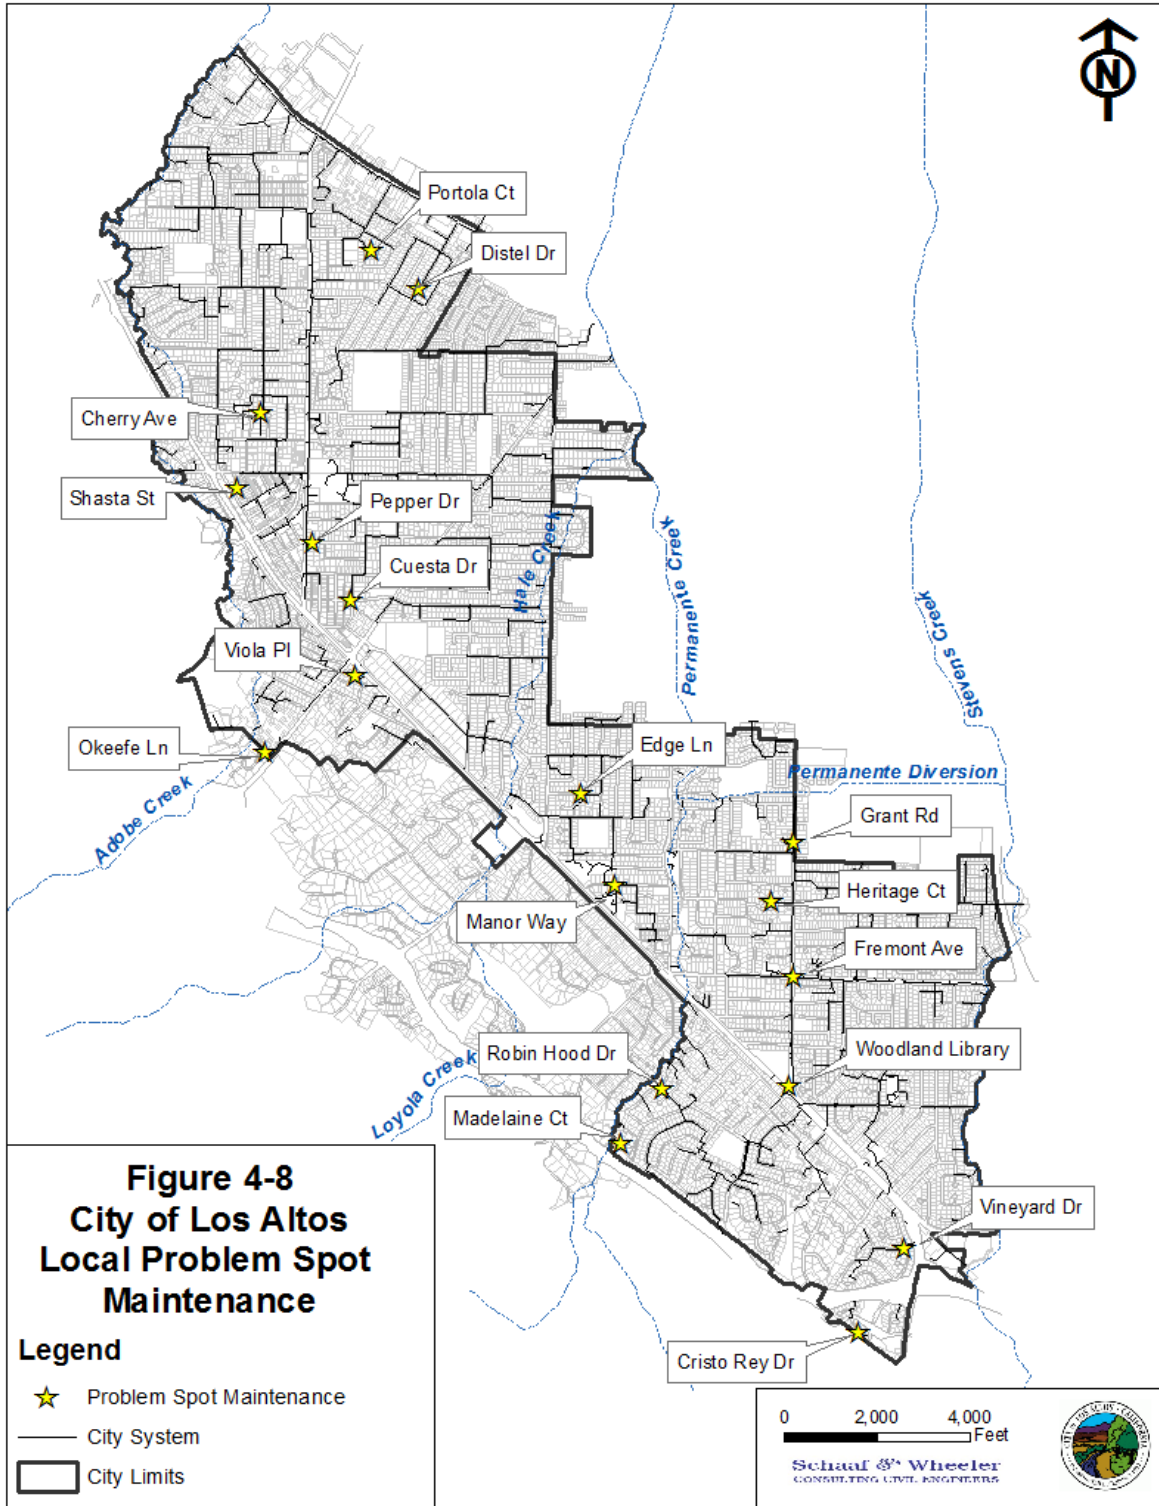 N
Portola Ct
Distel Dr
Cherry Ave
Shasta St
Pepper Dr
Cuesta Dr
Hale Creek
Permanente Creek
Stevens Creek
Viola Pl
Okeefe Ln
Edge Ln
Permanente Diversion
Adobe Creek
Grant Rd
Heritage Ct
Manor Way
Fremont Ave
Robin Hood Dr
Woodland Library
Loyola Creek
Madelaine Ct
Vineyard Dr
Cristo Rey Dr
Figure 4-8
City of Los Altos
Local Problem Spot
Maintenance
Legend
Problem Spot Maintenance
City System
City Limits
0 2,000 4,000
Feet
Schaaf & Wheeler
CONSULTING CIVIL ENGINEERS